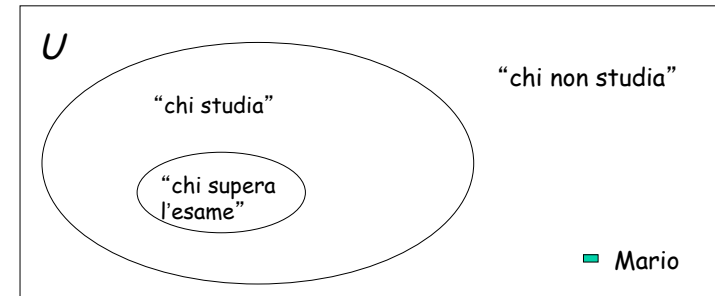 U
“chi non studia”
“chi studia”
“chi supera
l’esame”
Mario